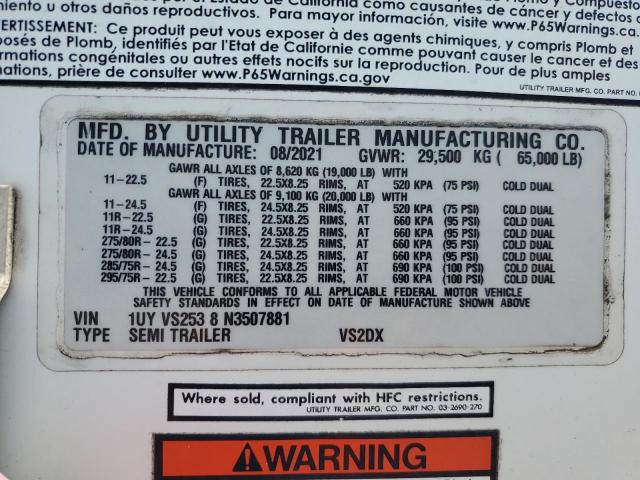 miento u otros daños reproductivos. Para mayor información, visite www.P65Warnings.ca.
ERTISSEMENT: Ce produit peut vous exposer à des agents chimiques, y compris Plomb et
posés de Plomb, identifiés par l'Etat de Californie comme pouvant causer le cancer et des
rmations congénitales ou autres effets nocifs sur la reproduction. Pour de plus amples
mations, prière de consulter www.P65Warnings.ca.gov
UTILITY TRAILER MFG. CO. PART NO.
MFD. BY UTILITY TRAILER MANUFACTURING CO.
DATE OF MANUFACTURE: 08/2021 GVWR: 29,500 KG ( 65,000 LB)
GAWR ALL AXLES OF 8,620 KG (19,000 LB) WITH
11-22.5 (F) TIRES, 22.5X8.25 RIMS, AT 520 KPA (75 PSI) COLD DUAL
GAWR ALL AXLES OF 9,100 KG (20,000 LB) WITH
11-24.5 (F) TIRES, 24.5X8.25 RIMS, AT 520 KPA (75 PSI) COLD DUAL
11R-22.5 (G) TIRES, 22.5X8.25 RIMS, AT 660 KPA (95 PSI) COLD DUAL
11R-24.5 (G) TIRES, 24.5X8.25 RIMS, AT 660 KPA (95 PSI) COLD DUAL
275/80R- 22.5 (G) TIRES, 22.5X8.25 RIMS, AT 660 KPA (95 PSI) COLD DUAL
275/80R- 24.5 (G) TIRES, 24.5X8.25 RIMS, AT 660 KPA (95 PSI) COLD DUAL
285/75R- 24.5 (G) TIRES, 24.5X8.25 RIMS, AT 690 KPA (100 PSI) COLD DUAL
295/75R- 22.5 (G) TIRES, 22.5X8.25 RIMS, AT 690 KPA (100 PSI) COLD DUAL
THIS VEHICLE CONFORMS TO ALL APPLICABLE FEDERAL MOTOR VEHICLE
SAFETY STANDARDS IN EFFECT ON DATE OF MANUFACTURE SHOWN ABOVE
VIN 1UY VS253 8 N3507881
TYPE SEMI TRAILER VS2DX
Where sold, compliant with HFC restrictions.
UTILITY TRAILER MFG. CO. PART NO. 03-2690-270
WARNING